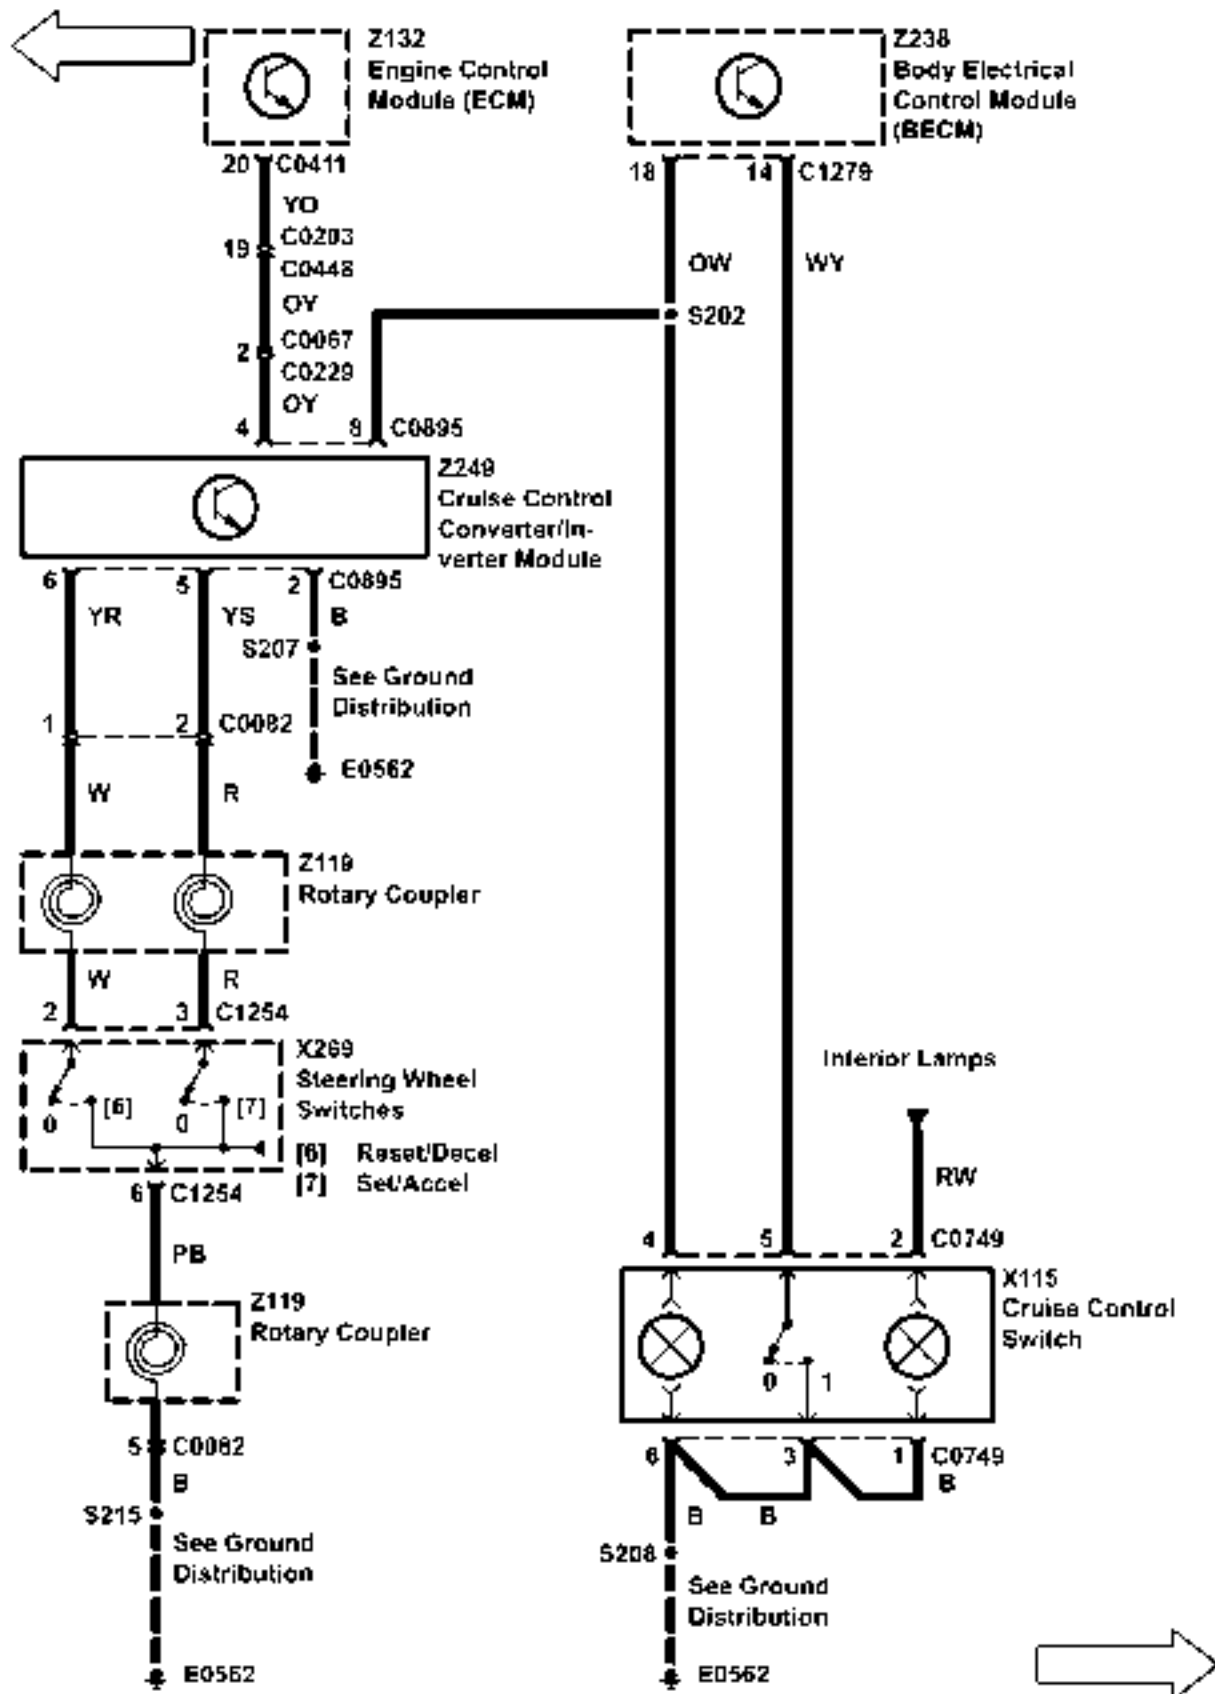 Z132
Engine Control
Module (ECM)
Z238
Body Electrical
Control Module
(BECM)
20 C0411
18 14 C1279
YO
19 C0203
C0448
OY
2 C0067
C0229
OY
OW WY
S202
4 8 C0895
Z249
Cruise Control
Converter/In-
verter Module
6 5 2 C0895
YR YS B
S207
See Ground
Distribution
1 2 C0082
E0562
W R
Z119
Rotary Coupler
W R
2 3 C1254
X269
Steering Wheel
Switches
0 [6] 0 [7]
[6] Reset/Decel
[7] Set/Accel
6 C1254
Interior Lamps
RW
PB
4 5 2 C0749
Z119
Rotary Coupler
X115
Cruise Control
Switch
0 1
5 C0082
B
6 3 1 C0749
B
B B
S215
See Ground
Distribution
S208
See Ground
Distribution
E0562
E0562